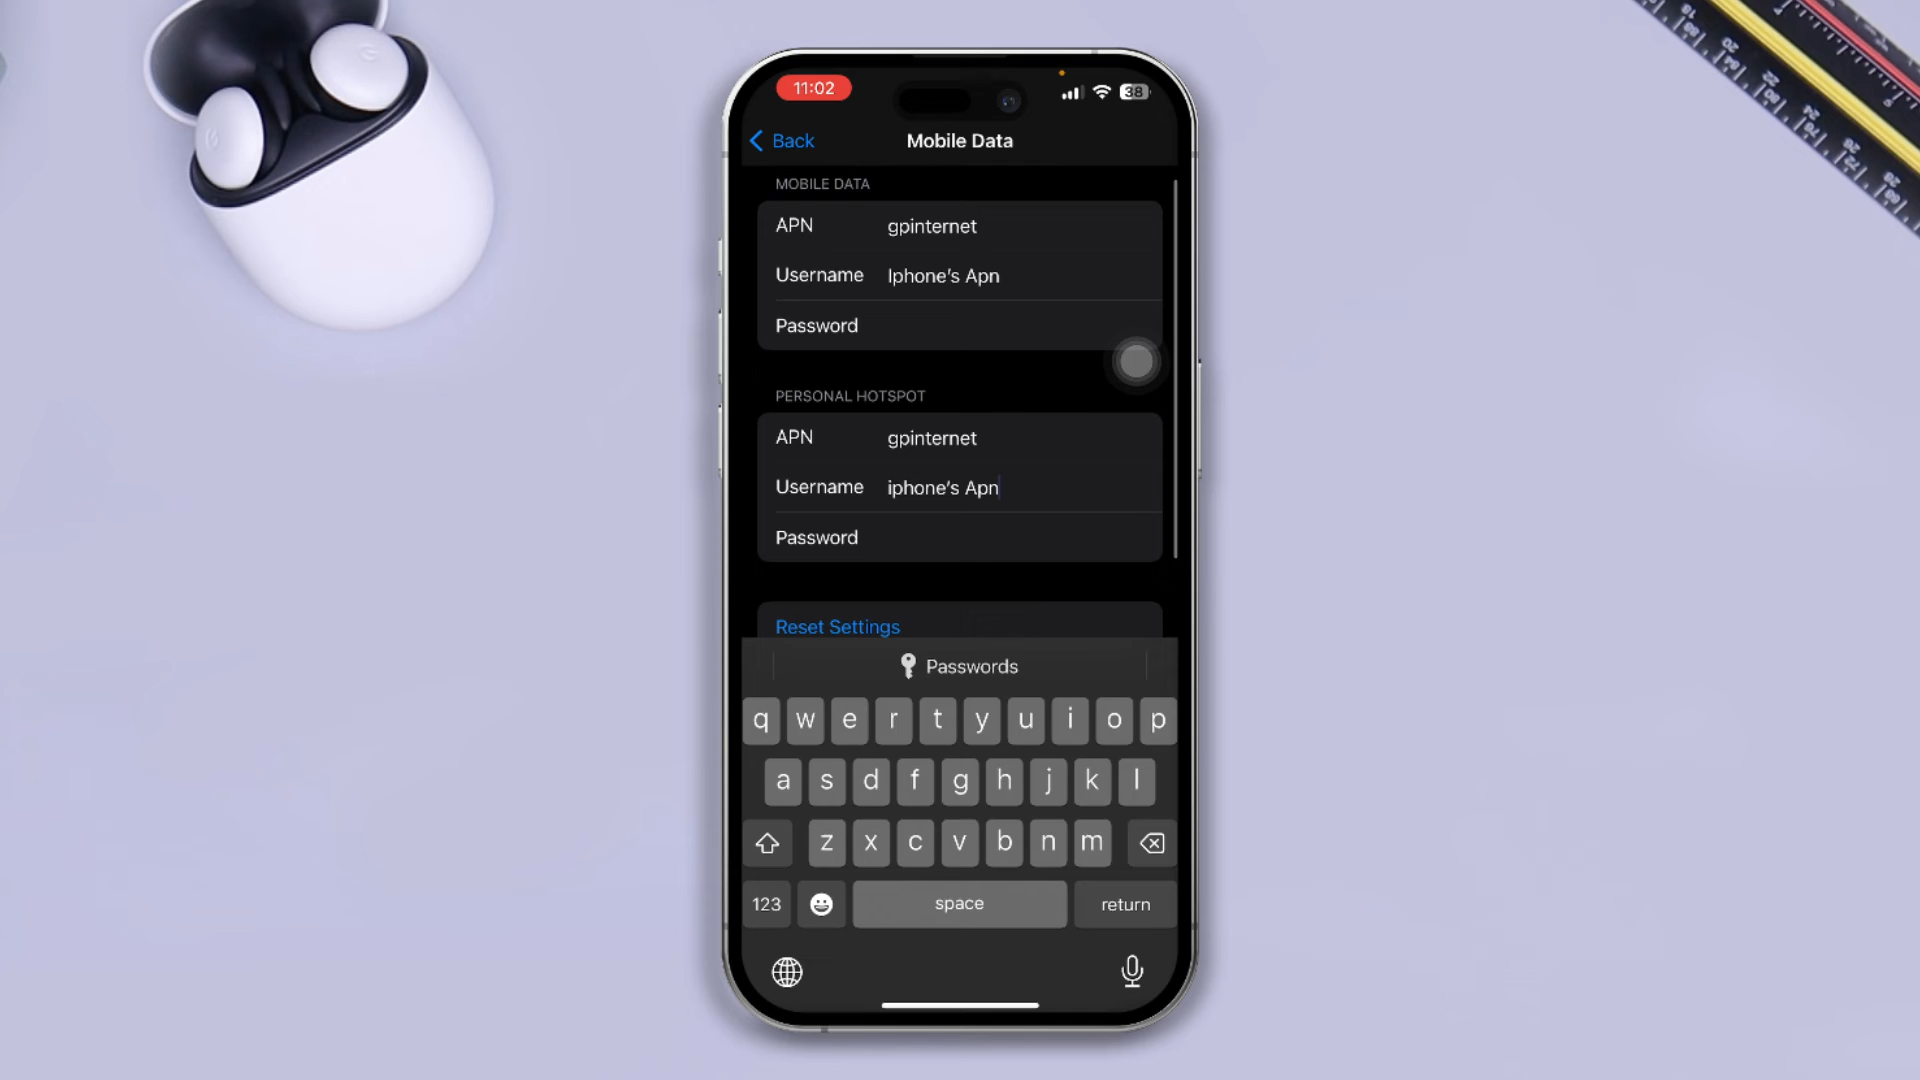 11:02
38
Back
Mobile Data
MOBILE DATA
APN gpinternet
Username Iphone's Apn
Password
PERSONAL HOTSPOT
APN gpinternet
Username iphone's Apn
Password
Reset Settings
Passwords
q w e r t y u i o p
a s d f g h j k l
z x c v b n m
123 space return